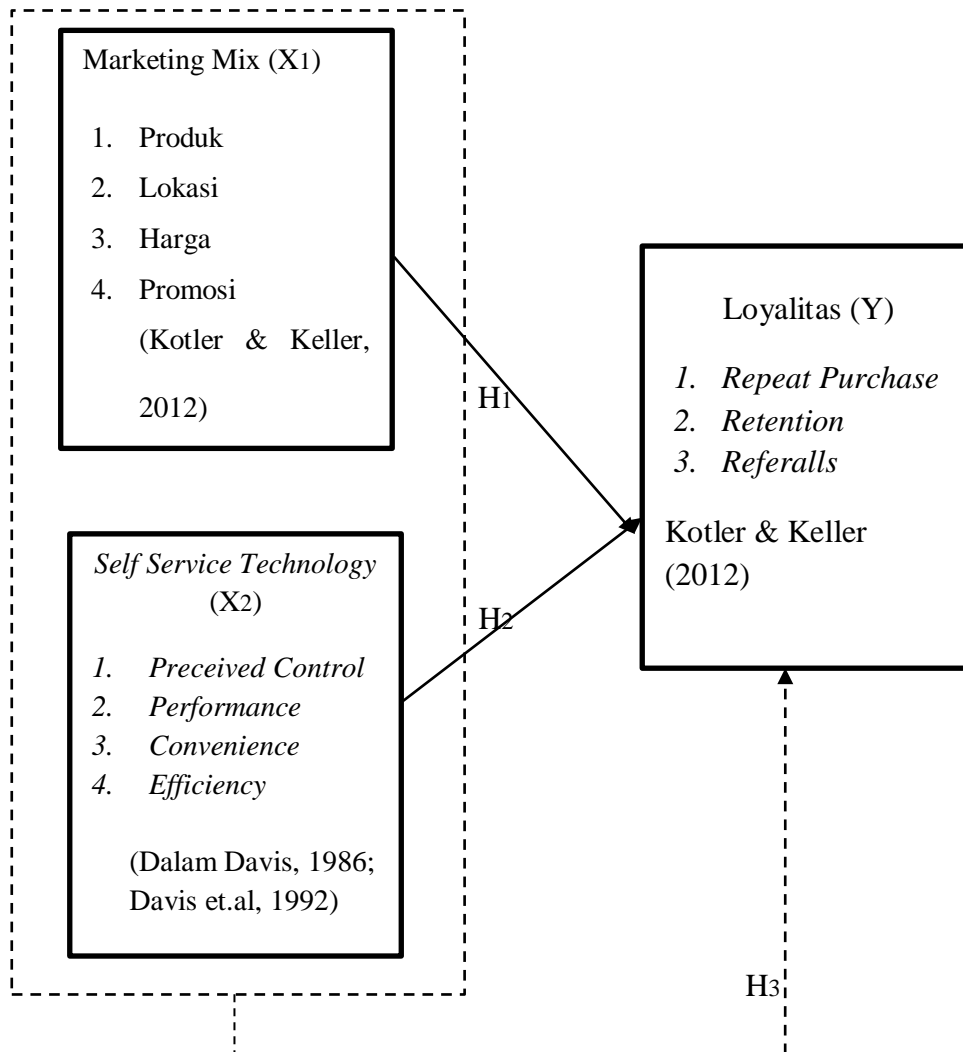 Marketing Mix (X1)
1. Produk
2. Lokasi
3. Harga
4. Promosi
(Kotler & Keller,
2012)
H1
Self Service Technology
(X2)
1. Preceived Control
2. Performance
3. Convenience
4. Efficiency
(Dalam Davis, 1986;
Davis et.al, 1992)
H2
Loyalitas (Y)
1. Repeat Purchase
2. Retention
3. Referalls
Kotler & Keller
(2012)
H3